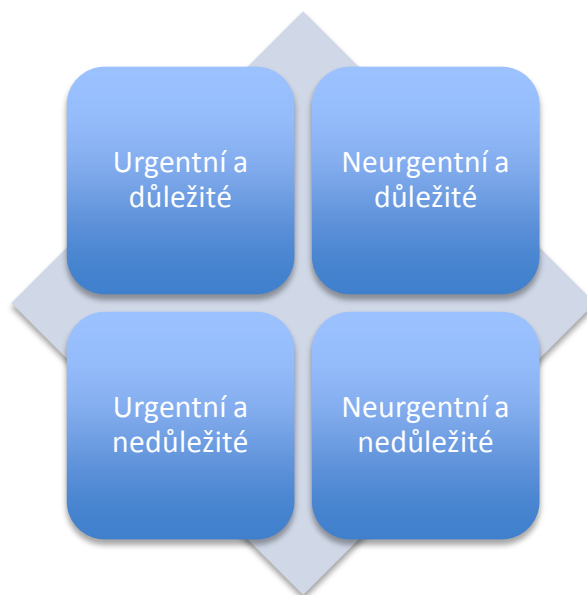 Urgentní a
důležité
Neurgentní a
důležité
Urgentní a
nedůležité
Neurgentní a
nedůležité